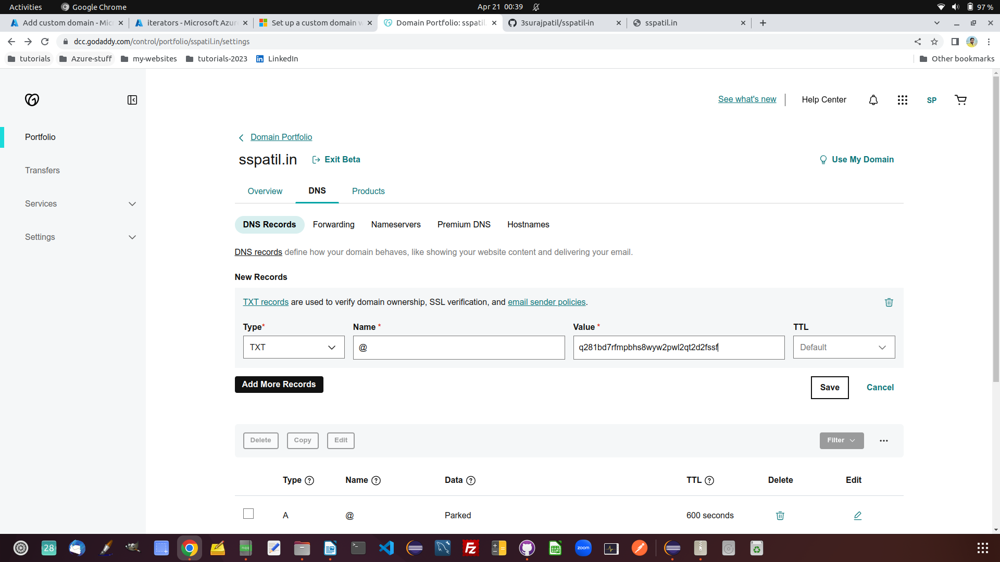 Activities Google Chrome Apr 21 00:39 97 %
Add custom domain - Mic iterators - Microsoft Azur Set up a custom domain w Domain Portfolio: sspatil. 3surajpatil/sspatil-in sspatil.in
dcc.godaddy.com/control/portfolio/sspatil.in/settings
tutorials Azure-stuff my-websites tutorials-2023 LinkedIn Other bookmarks
See what's new Help Center SP
Portfolio
Transfers
Services
Settings
Domain Portfolio
sspatil.in Exit Beta Use My Domain
Overview DNS Products
DNS Records Forwarding Nameservers Premium DNS Hostnames
DNS records define how your domain behaves, like showing your website content and delivering your email.
New Records
TXT records are used to verify domain ownership, SSL verification, and email sender policies.
Type* Name * Value * TTL
TXT @ q281bd7rfmpbhs8wyw2pwl2qt2d2fssf Default
Add More Records Save Cancel
Delete Copy Edit Filter
Type Name Data TTL Delete Edit
A @ Parked 600 seconds
28 nqq zoom